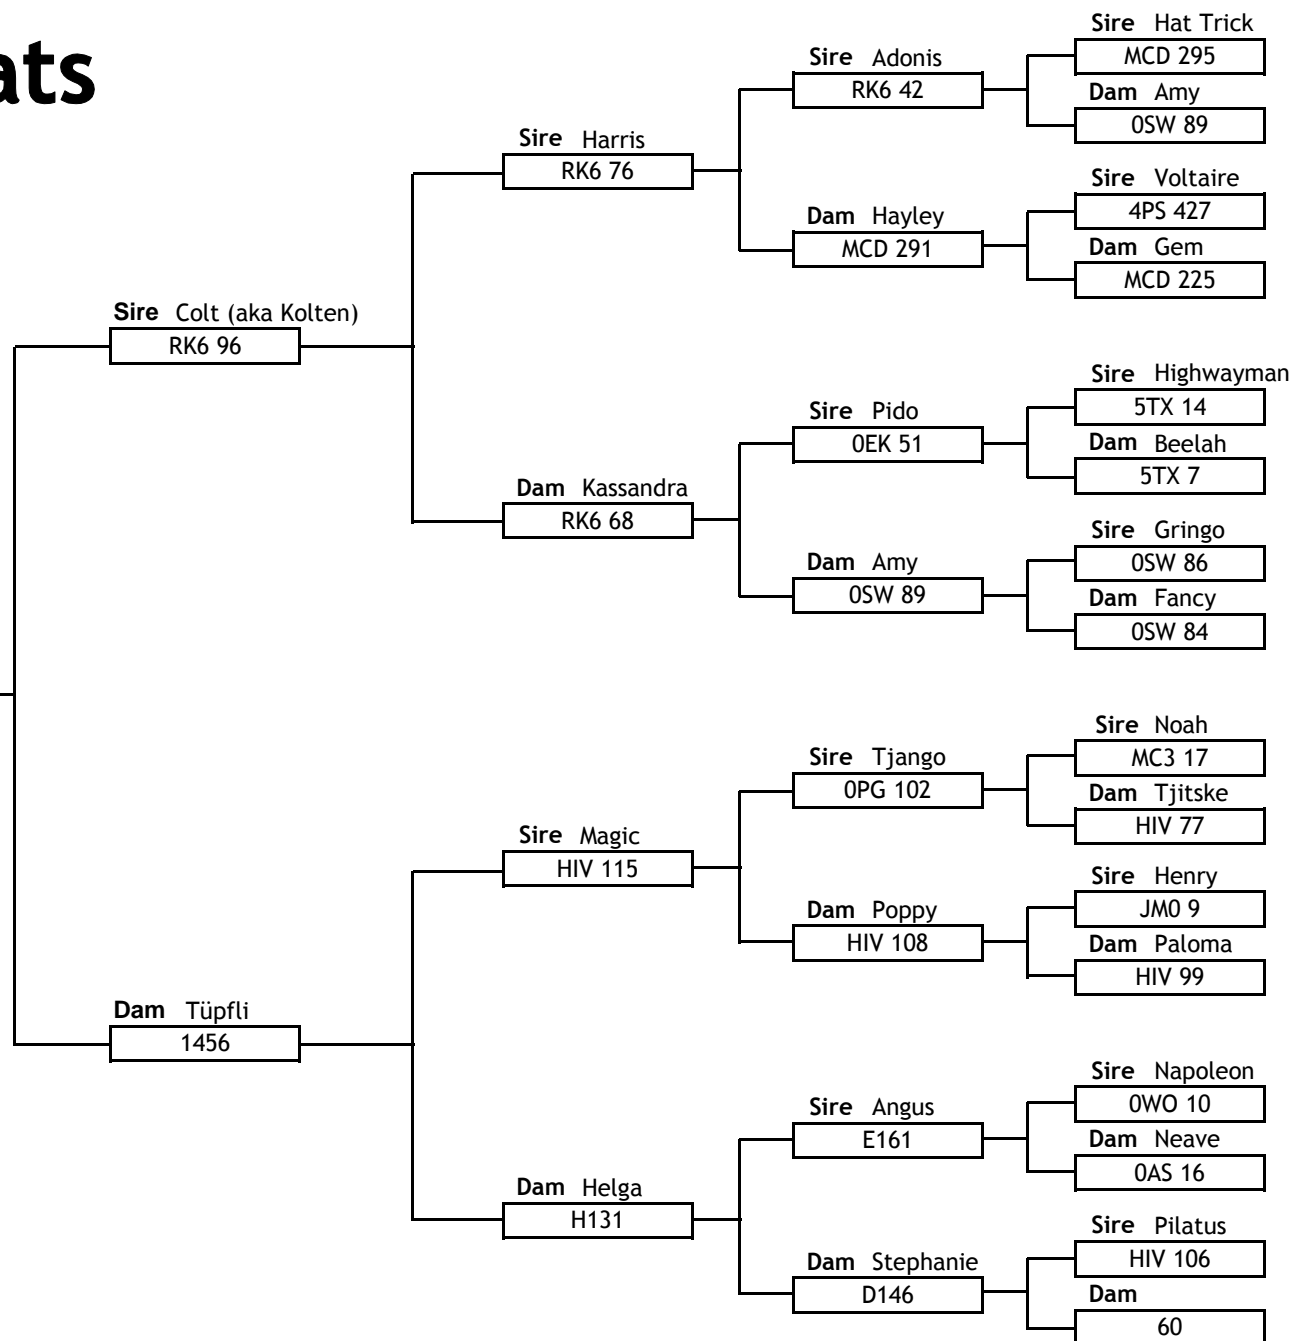 ats
Sire Colt (aka Kolten)
RK6 96
Dam Tüpfli
1456
Sire Harris
RK6 76
Dam Kassandra
RK6 68
Sire Magic
HIV 115
Dam Helga
H131
Sire Adonis
RK6 42
Dam Hayley
MCD 291
Sire Pido
0EK 51
Dam Amy
0SW 89
Sire Tjango
0PG 102
Dam Poppy
HIV 108
Sire Angus
E161
Dam Stephanie
D146
Sire Hat Trick
MCD 295
Dam Amy
0SW 89
Sire Voltaire
4PS 427
Dam Gem
MCD 225
Sire Highwayman
5TX 14
Dam Beelah
5TX 7
Sire Gringo
0SW 86
Dam Fancy
0SW 84
Sire Noah
MC3 17
Dam Tjitske
HIV 77
Sire Henry
JM0 9
Dam Paloma
HIV 99
Sire Napoleon
0WO 10
Dam Neave
0AS 16
Sire Pilatus
HIV 106
Dam
60